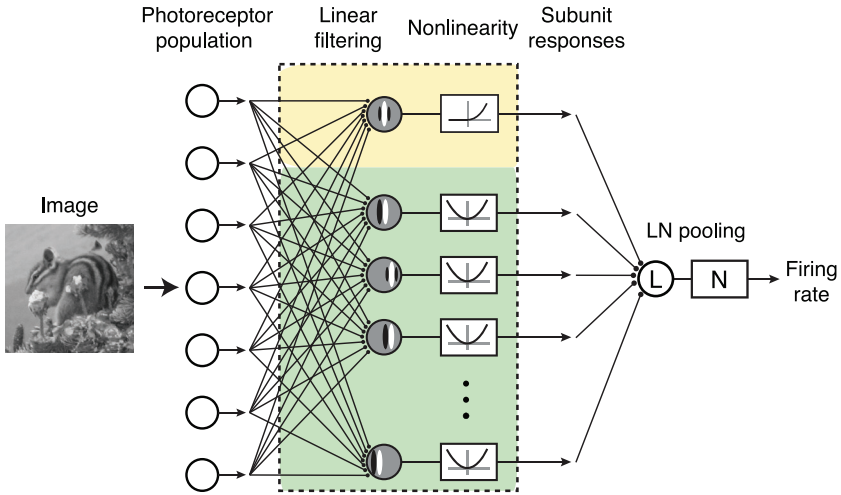 Photoreceptor
population
Linear
filtering
Nonlinearity
Subunit
responses
Image
LN pooling
L
N
Firing
rate